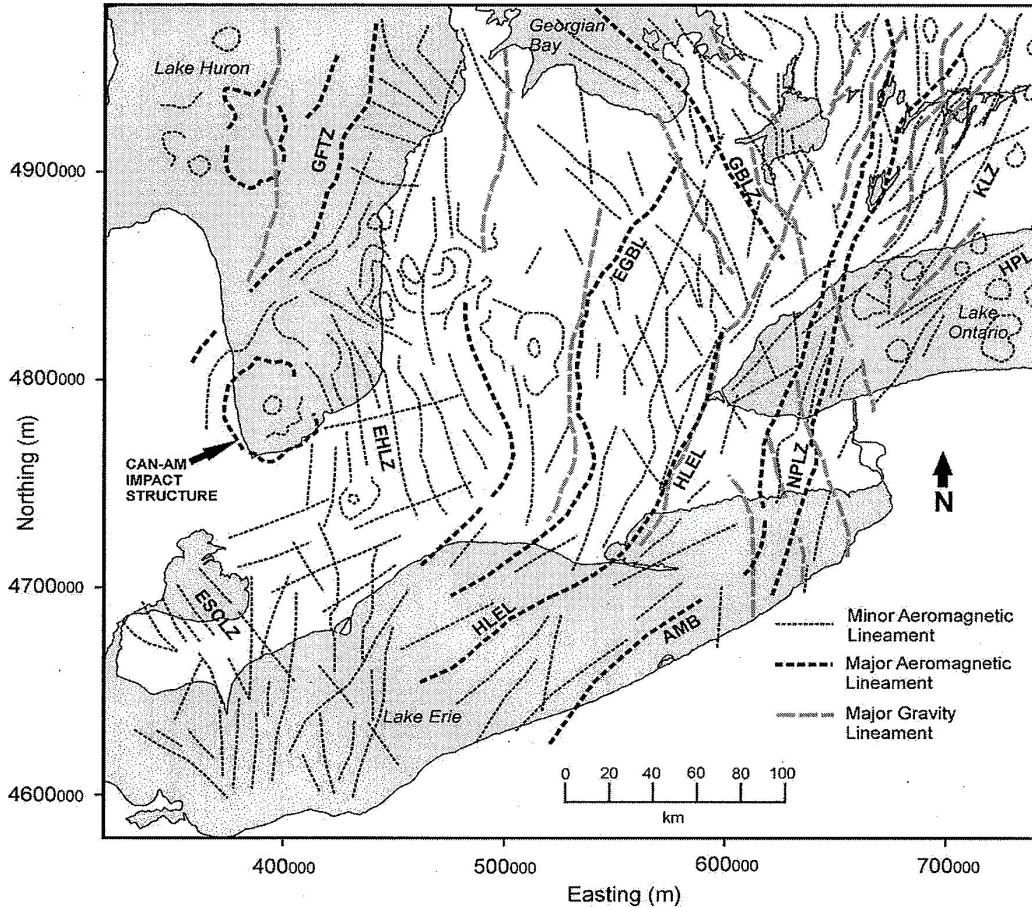 Georgian
Bay
Lake Huron
GFTZ
4900000
GBLZ
KLZ
EGBL
HPL
Lake
Ontario
4800000
EHLZ
CAN-AM
IMPACT
STRUCTURE
HLEL
NPLZ
N
Northing (m)
4700000
ESCLZ
HLEL
AMB
Lake Erie
Minor Aeromagnetic
Lineament
Major Aeromagnetic
Lineament
Major Gravity
Lineament
0 20 40 60 80 100
km
4600000
400000 500000 600000 700000
Easting (m)